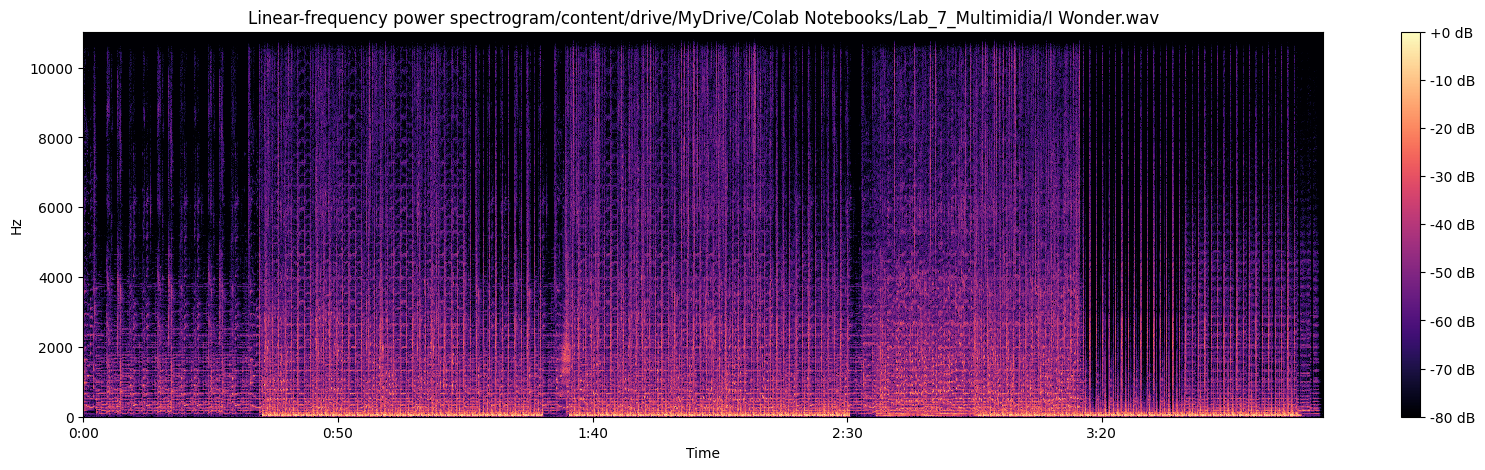 Linear-frequency power spectrogram/content/drive/MyDrive/Colab Notebooks/Lab_7_Multimidia/I Wonder.wav
10000
8000
6000
4000
2000
0
Hz
0:00
0:50
1:40
2:30
3:20
Time
+0 dB
-10 dB
-20 dB
-30 dB
-40 dB
-50 dB
-60 dB
-70 dB
-80 dB